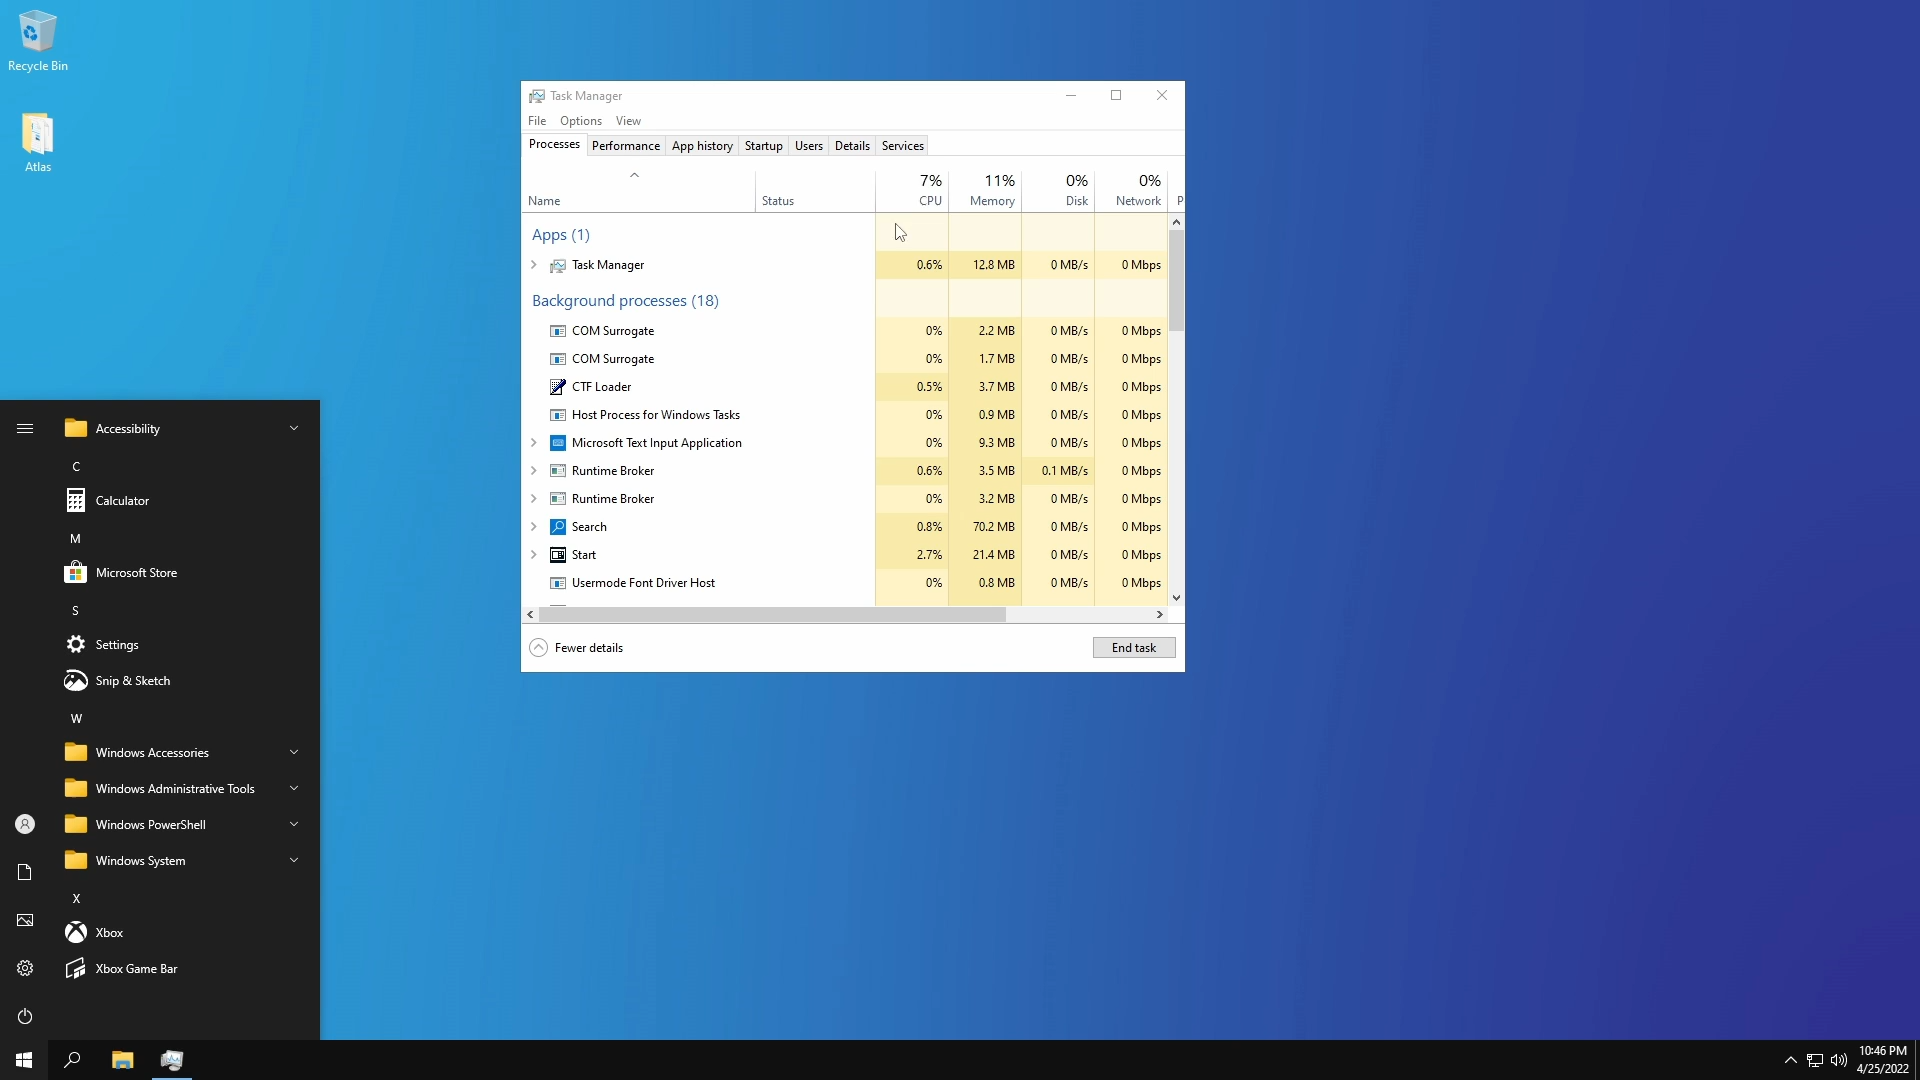 Recycle Bin
Atlas
Task Manager
File Options View
Processes Performance App history Startup Users Details Services
7% 11% 0% 0%
Name Status CPU Memory Disk Network P
Apps (1)
Task Manager 0.6% 12.8 MB 0 MB/s 0 Mbps
Background processes (18)
COM Surrogate 0% 2.2 MB 0 MB/s 0 Mbps
COM Surrogate 0% 1.7 MB 0 MB/s 0 Mbps
CTF Loader 0.5% 3.7 MB 0 MB/s 0 Mbps
Host Process for Windows Tasks 0% 0.9 MB 0 MB/s 0 Mbps
Microsoft Text Input Application 0% 9.3 MB 0 MB/s 0 Mbps
Runtime Broker 0.6% 3.5 MB 0.1 MB/s 0 Mbps
Runtime Broker 0% 3.2 MB 0 MB/s 0 Mbps
Search 0.8% 70.2 MB 0 MB/s 0 Mbps
Start 2.7% 21.4 MB 0 MB/s 0 Mbps
Usermode Font Driver Host 0% 0.8 MB 0 MB/s 0 Mbps
Fewer details End task
Accessibility
C
Calculator
M
Microsoft Store
S
Settings
Snip & Sketch
W
Windows Accessories
Windows Administrative Tools
Windows PowerShell
Windows System
X
Xbox
Xbox Game Bar
10:46 PM
4/25/2022